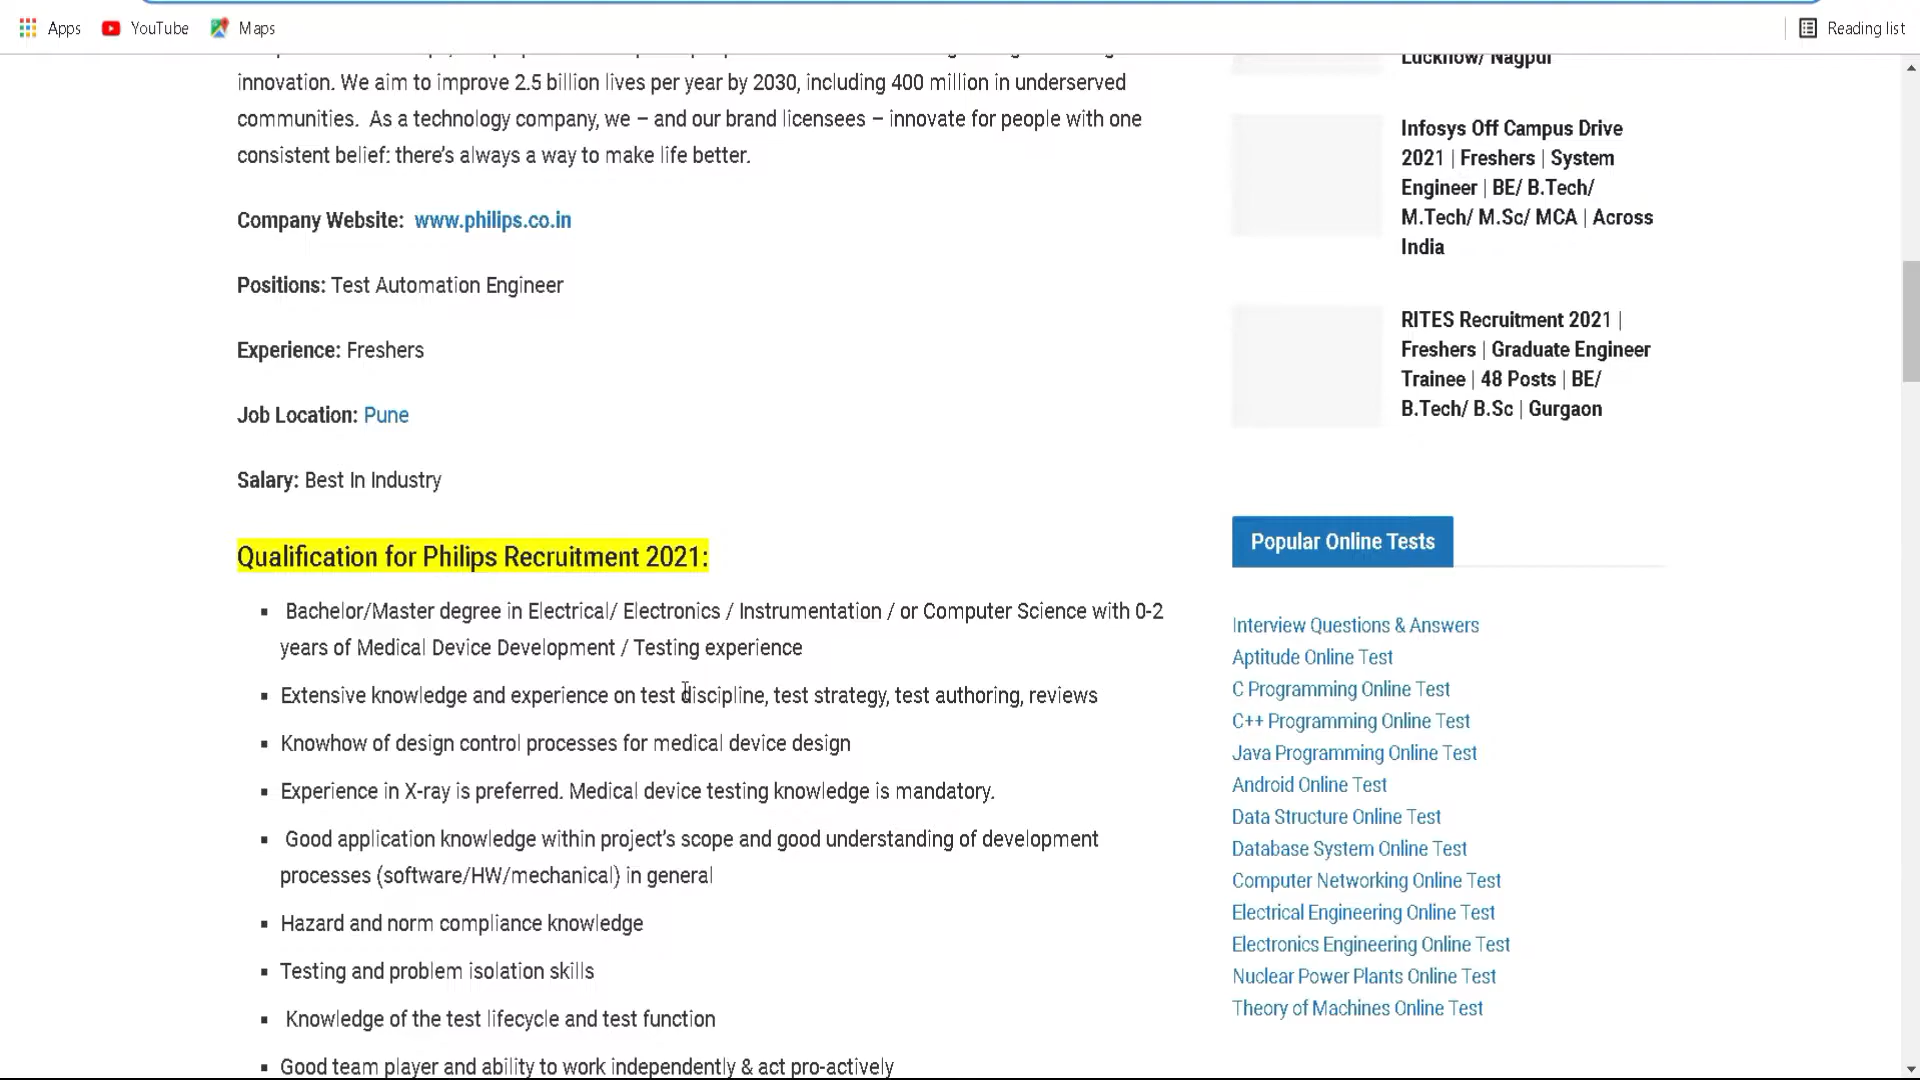 Apps YouTube Maps Reading list
innovation. We aim to improve 2.5 billion lives per year by 2030, including 400 million in underserved
communities.  As a technology company, we – and our brand licensees – innovate for people with one
consistent belief: there's always a way to make life better.
Company Website:  www.philips.co.in
Positions: Test Automation Engineer
Experience: Freshers
Job Location: Pune
Salary: Best In Industry
Qualification for Philips Recruitment 2021:
▪ Bachelor/Master degree in Electrical/ Electronics / Instrumentation / or Computer Science with 0-2
years of Medical Device Development / Testing experience
▪ Extensive knowledge and experience on test discipline, test strategy, test authoring, reviews
▪ Knowhow of design control processes for medical device design
▪ Experience in X-ray is preferred. Medical device testing knowledge is mandatory.
▪ Good application knowledge within project's scope and good understanding of development
processes (software/HW/mechanical) in general
▪ Hazard and norm compliance knowledge
▪ Testing and problem isolation skills
▪ Knowledge of the test lifecycle and test function
▪ Good team player and ability to work independently & act pro-actively
Lucknow/ Nagpur
Infosys Off Campus Drive
2021 | Freshers | System
Engineer | BE/ B.Tech/
M.Tech/ M.Sc/ MCA | Across
India
RITES Recruitment 2021 |
Freshers | Graduate Engineer
Trainee | 48 Posts | BE/
B.Tech/ B.Sc | Gurgaon
Popular Online Tests
Interview Questions & Answers
Aptitude Online Test
C Programming Online Test
C++ Programming Online Test
Java Programming Online Test
Android Online Test
Data Structure Online Test
Database System Online Test
Computer Networking Online Test
Electrical Engineering Online Test
Electronics Engineering Online Test
Nuclear Power Plants Online Test
Theory of Machines Online Test